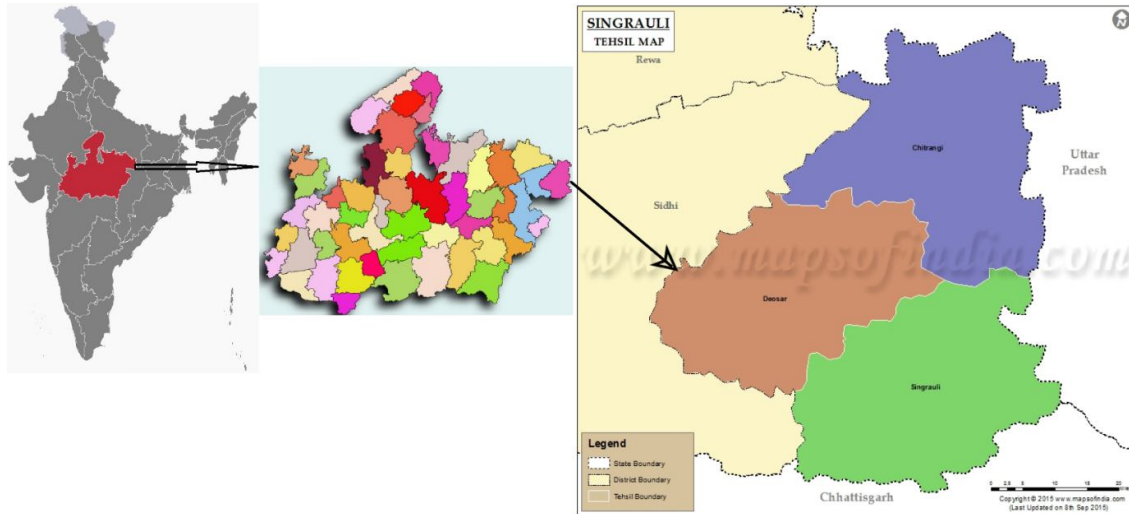 SINGRAULI
TEHSIL MAP
N
Rewa
Chitrangi
Uttar
Pradesh
Sidhi
www.mapsofindia.com
Deosar
Singrauli
Legend
State Boundary
District Boundary
Tehsil Boundary
Chhattisgarh
Copyright © 2015 www.mapsofindia.com
(Last Updated on 8th Sep 2015)